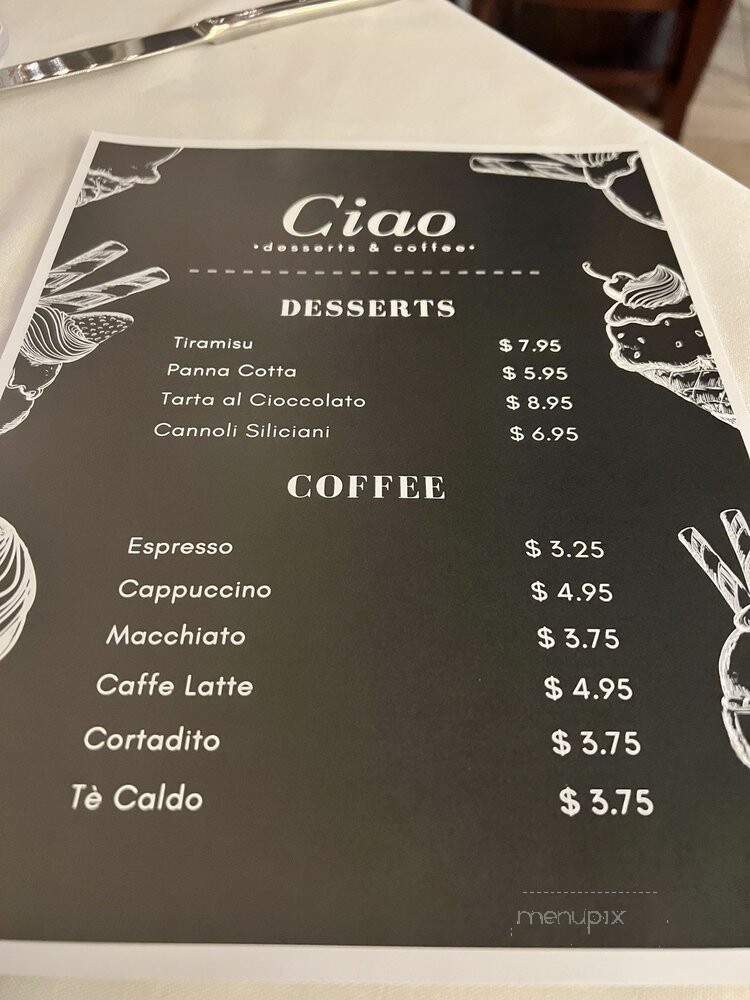 Ciao
•desserts & coffee•
DESSERTS
Tiramisu $ 7.95
Panna Cotta $ 5.95
Tarta al Cioccolato $ 8.95
Cannoli Siliciani $ 6.95
COFFEE
Espresso $ 3.25
Cappuccino $ 4.95
Macchiato $ 3.75
Caffe Latte $ 4.95
Cortadito $ 3.75
Tè Caldo $ 3.75
menupix